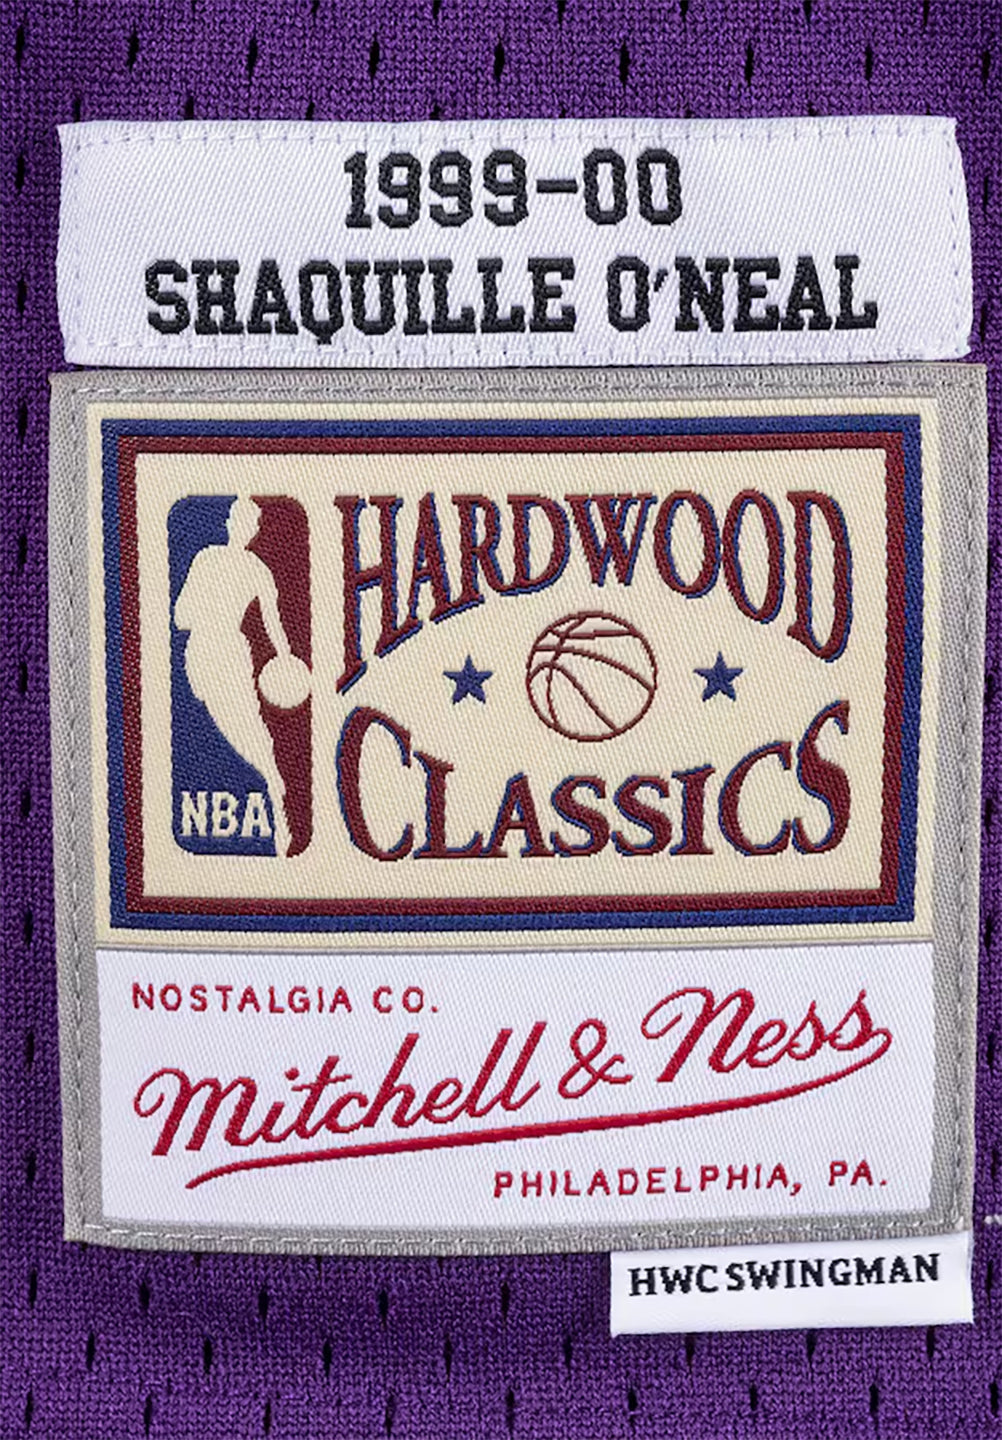 1999-00
SHAQUILLE O'NEAL
HARDWOOD
CLASSICS
NBA
NOSTALGIA CO.
Mitchell & Ness
PHILADELPHIA, PA.
HWC SWINGMAN